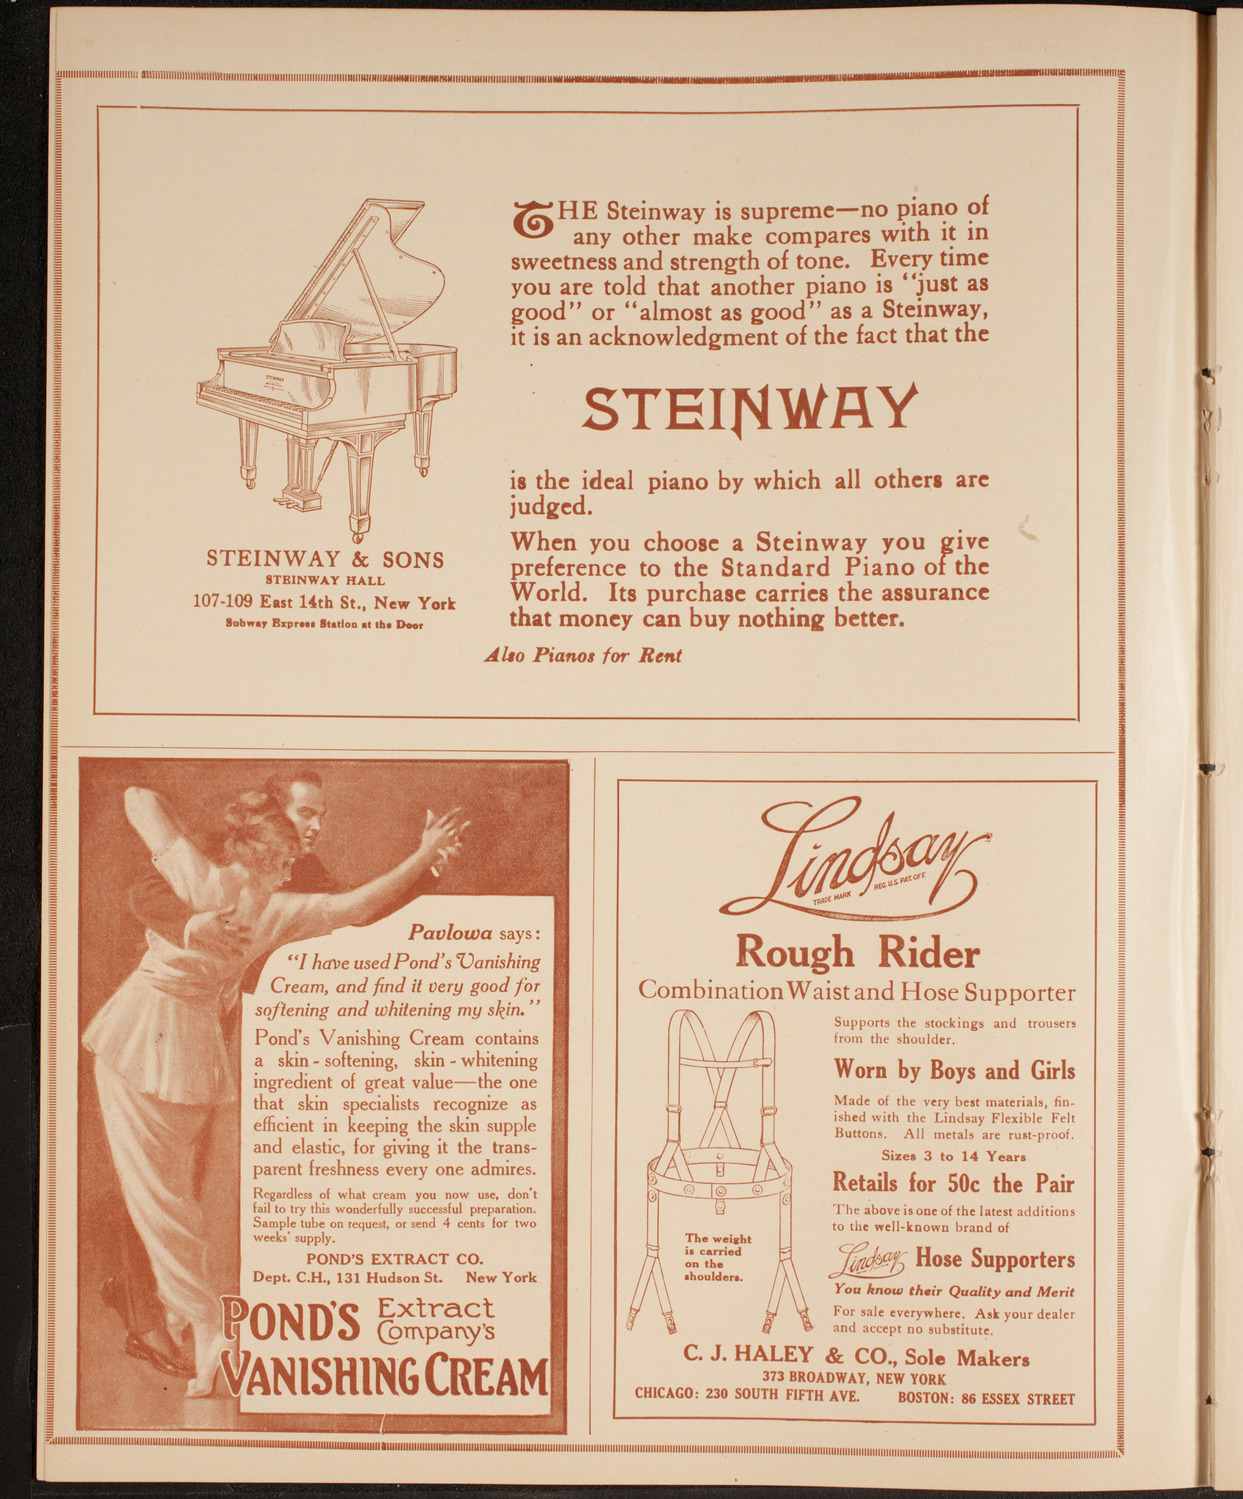 THE Steinway is supreme—no piano of
any other make compares with it in
sweetness and strength of tone. Every time
you are told that another piano is "just as
good" or "almost as good" as a Steinway,
it is an acknowledgment of the fact that the
STEINWAY
is the ideal piano by which all others are
judged.
When you choose a Steinway you give
preference to the Standard Piano of the
World. Its purchase carries the assurance
that money can buy nothing better.
Also Pianos for Rent
STEINWAY & SONS
STEINWAY HALL
107-109 East 14th St., New York
Subway Express Station at the Door
Pavlowa says:
"I have used Pond's Vanishing
Cream, and find it very good for
softening and whitening my skin."
Pond's Vanishing Cream contains
a skin-softening, skin-whitening
ingredient of great value—the one
that skin specialists recognize as
efficient in keeping the skin supple
and elastic, for giving it the trans-
parent freshness every one admires.
Regardless of what cream you now use, don't
fail to try this wonderfully successful preparation.
Sample tube on request, or send 4 cents for two
weeks' supply.
POND'S EXTRACT CO.
Dept. C.H., 131 Hudson St. New York
POND'S Extract
Company's
VANISHING CREAM
Lindsay
TRADE MARK REG. U.S. PAT. OFF.
Rough Rider
Combination Waist and Hose Supporter
Supports the stockings and trousers
from the shoulder.
Worn by Boys and Girls
Made of the very best materials, fin-
ished with the Lindsay Flexible Felt
Buttons. All metals are rust-proof.
Sizes 3 to 14 Years
Retails for 50c the Pair
The above is one of the latest additions
to the well-known brand of
Lindsay Hose Supporters
You know their Quality and Merit
For sale everywhere. Ask your dealer
and accept no substitute.
The weight
is carried
on the
shoulders.
C. J. HALEY & CO., Sole Makers
373 BROADWAY, NEW YORK
CHICAGO: 230 SOUTH FIFTH AVE. BOSTON: 86 ESSEX STREET